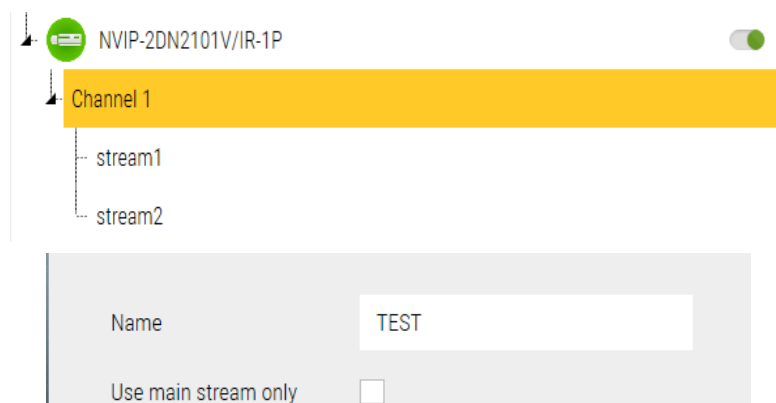 NVIP-2DN2101V/IR-1P
Channel 1
stream1
stream2
Name TEST
Use main stream only